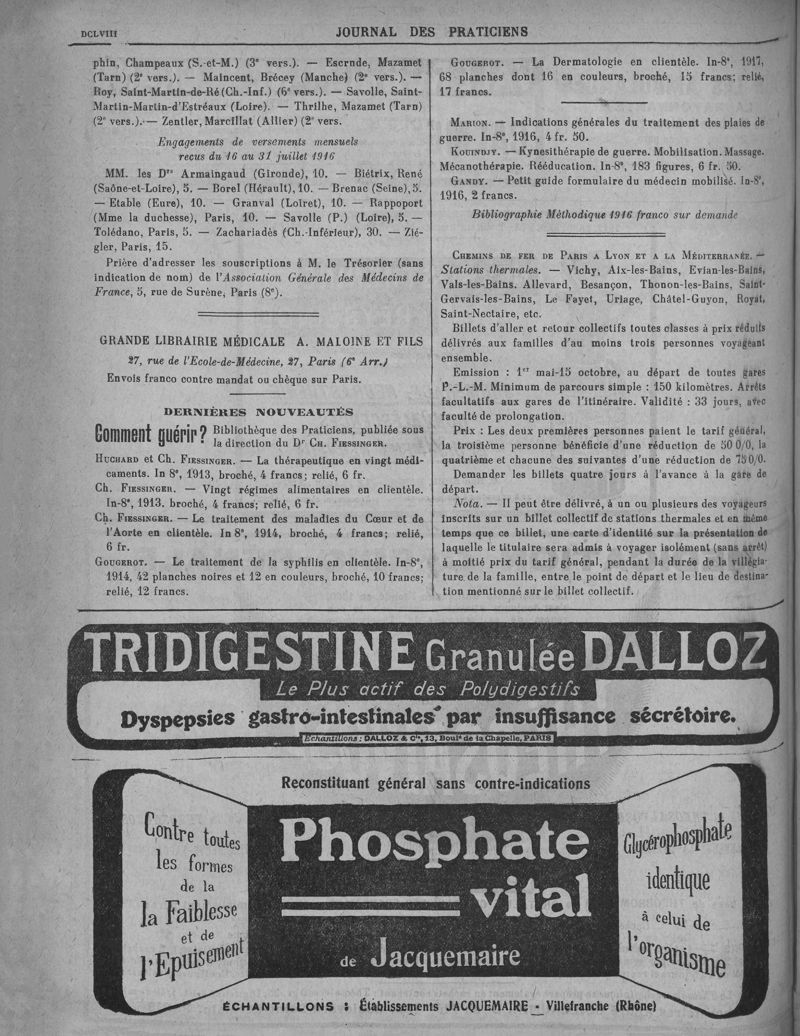 DCLVIII
JOURNAL DES PRATICIENS
phin, Champeaux (S.-et-M.) (3e vers.). — Escrnde, Mazamet
(Tarn) (2e vers.). — Maincent, Brécey (Manche) (2e vers.). —
Roy, Saint-Martin-de-Ré (Ch.-Inf.) (6e vers.). — Savolle, Saint-
Martin-Martin-d'Estréaux (Loire). — Thrilhe, Mazamet (Tarn)
(2e vers.). — Zentler, Marcillat (Allier) (2e vers.
Engagements de versements mensuels
reçus du 16 au 31 juillet 1916
MM. les Drs Armaingaud (Gironde), 10. — Biétrix, René
(Saône-et-Loire), 5. — Borel (Hérault), 10. — Brenac (Seine), 5.
— Etable (Eure), 10. — Granval (Loiret), 10. — Rappoport
(Mme la duchesse), Paris, 10. — Savolle (P.) (Loire), 5. —
Tolédano, Paris, 5. — Zachariadès (Ch.-Inférieur), 30. — Zié-
gler, Paris, 15.
Prière d'adresser les souscriptions à M. le Trésorier (sans
indication de nom) de l'Association Générale des Médecins de
France, 5, rue de Surène, Paris (8e).
GRANDE LIBRAIRIE MÉDICALE A. MALOINE ET FILS
27, rue de l'Ecole-de-Médecine, 27, Paris (6e Arr.)
Envois franco contre mandat ou chèque sur Paris.
DERNIÈRES NOUVEAUTÉS
Comment guérir? Bibliothèque des Praticiens, publiée sous
la direction du Dr CH. FIESSINGER.
HUCHARD et CH. FIESSINGER. — La thérapeutique en vingt médi-
caments. In 8°, 1913, broché, 4 francs; relié, 6 fr.
CH. FIESSINGER. — Vingt régimes alimentaires en clientèle.
In-8°, 1913. broché, 4 francs; relié, 6 fr.
CH. FIESSINGER. — Le traitement des maladies du Cœur et de
l'Aorte en clientèle. In 8°, 1914, broché, 4 francs; relié,
6 fr.
GOUGEROT. — Le traitement de la syphilis en clientèle. In-8°,
1914, 42 planches noires et 12 en couleurs, broché, 10 francs;
relié, 12 francs.
GOUGEROT. — La Dermatologie en clientèle. In-8°, 1917,
68 planches dont 16 en couleurs, broché, 15 francs; relié,
17 francs.
MARION. — Indications générales du traitement des plaies de
guerre. In-8°, 1916, 4 fr. 50.
KOUINDJY. — Kynesithérapie de guerre. Mobilisation. Massage.
Mécanothérapie. Rééducation. In-8°, 183 figures, 6 fr. 50.
GANDY. — Petit guide formulaire du médecin mobilisé. In-8°,
1916, 2 francs.
Bibliographie Méthodique 1916 franco sur demande
CHEMINS DE FER DE PARIS A LYON ET A LA MÉDITERRANÉE. —
Stations thermales. — Vichy, Aix-les-Bains, Evian-les-Bains,
Vals-les-Bains. Allevard, Besançon, Thonon-les-Bains, Saint-
Gervais-les-Bains, Le Fayet, Uriage, Châtel-Guyon, Royat,
Saint-Nectaire, etc.
Billets d'aller et retour collectifs toutes classes à prix réduits
délivrés aux familles d'au moins trois personnes voyageant
ensemble.
Emission : 1er mai-15 octobre, au départ de toutes gares
P.-L.-M. Minimum de parcours simple : 150 kilomètres. Arrêts
facultatifs aux gares de l'itinéraire. Validité : 33 jours, avec
faculté de prolongation.
Prix : Les deux premières personnes paient le tarif général,
la troisième personne bénéficie d'une réduction de 50 0/0, la
quatrième et chacune des suivantes d'une réduction de 75 0/0.
Demander les billets quatre jours à l'avance à la gare de
départ.
Nota. — Il peut être délivré, à un ou plusieurs des voyageurs
inscrits sur un billet collectif de stations thermales et en même
temps que ce billet, une carte d'identité sur la présentation de
laquelle le titulaire sera admis à voyager isolément (sans arrêt)
à moitié prix du tarif général, pendant la durée de la villégia-
ture de la famille, entre le point de départ et le lieu de destina-
tion mentionné sur le billet collectif.
TRIDIGESTINE Granulée DALLOZ
Le Plus actif des Polydigestifs
Dyspepsies gastro-intestinales par insuffisance sécrétoire.
Échantillons : DALLOZ & Cie, 13, Boulд de la Chapelle, PARIS
Reconstituant général sans contre-indications
Contre toutes
les formes
de la
la Faiblesse
et de
l'Epuisement
Phosphate
vital
de Jacquemaire
Glycérophosphate
identique
à celui de
l'organisme
ÉCHANTILLONS : Établissements JACQUEMAIRE - Villefranche (Rhône)